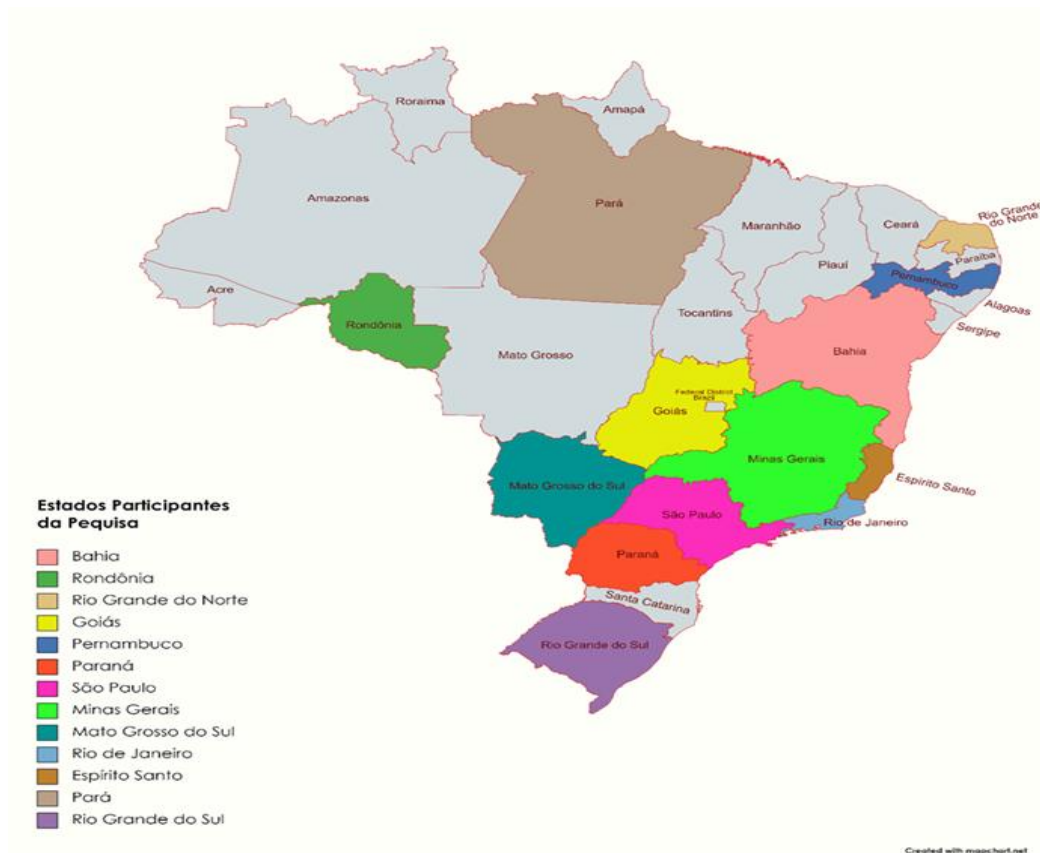 Roraima
Amapá
Amazonas
Pará
Maranhão
Ceará
Rio Grande
do Norte
Paraíba
Piauí
Pernambuco
Acre
Rondônia
Tocantins
Alagoas
Sergipe
Mato Grosso
Bahia
Federal District
Brazil
Goiás
Minas Gerais
Mato Grosso do Sul
Espírito Santo
São Paulo
Rio de Janeiro
Paraná
Santa Catarina
Rio Grande do Sul
Estados Participantes
da Pequisa
Bahia
Rondônia
Rio Grande do Norte
Goiás
Pernambuco
Paraná
São Paulo
Minas Gerais
Mato Grosso do Sul
Rio de Janeiro
Espírito Santo
Pará
Rio Grande do Sul
Created with mapchart.net